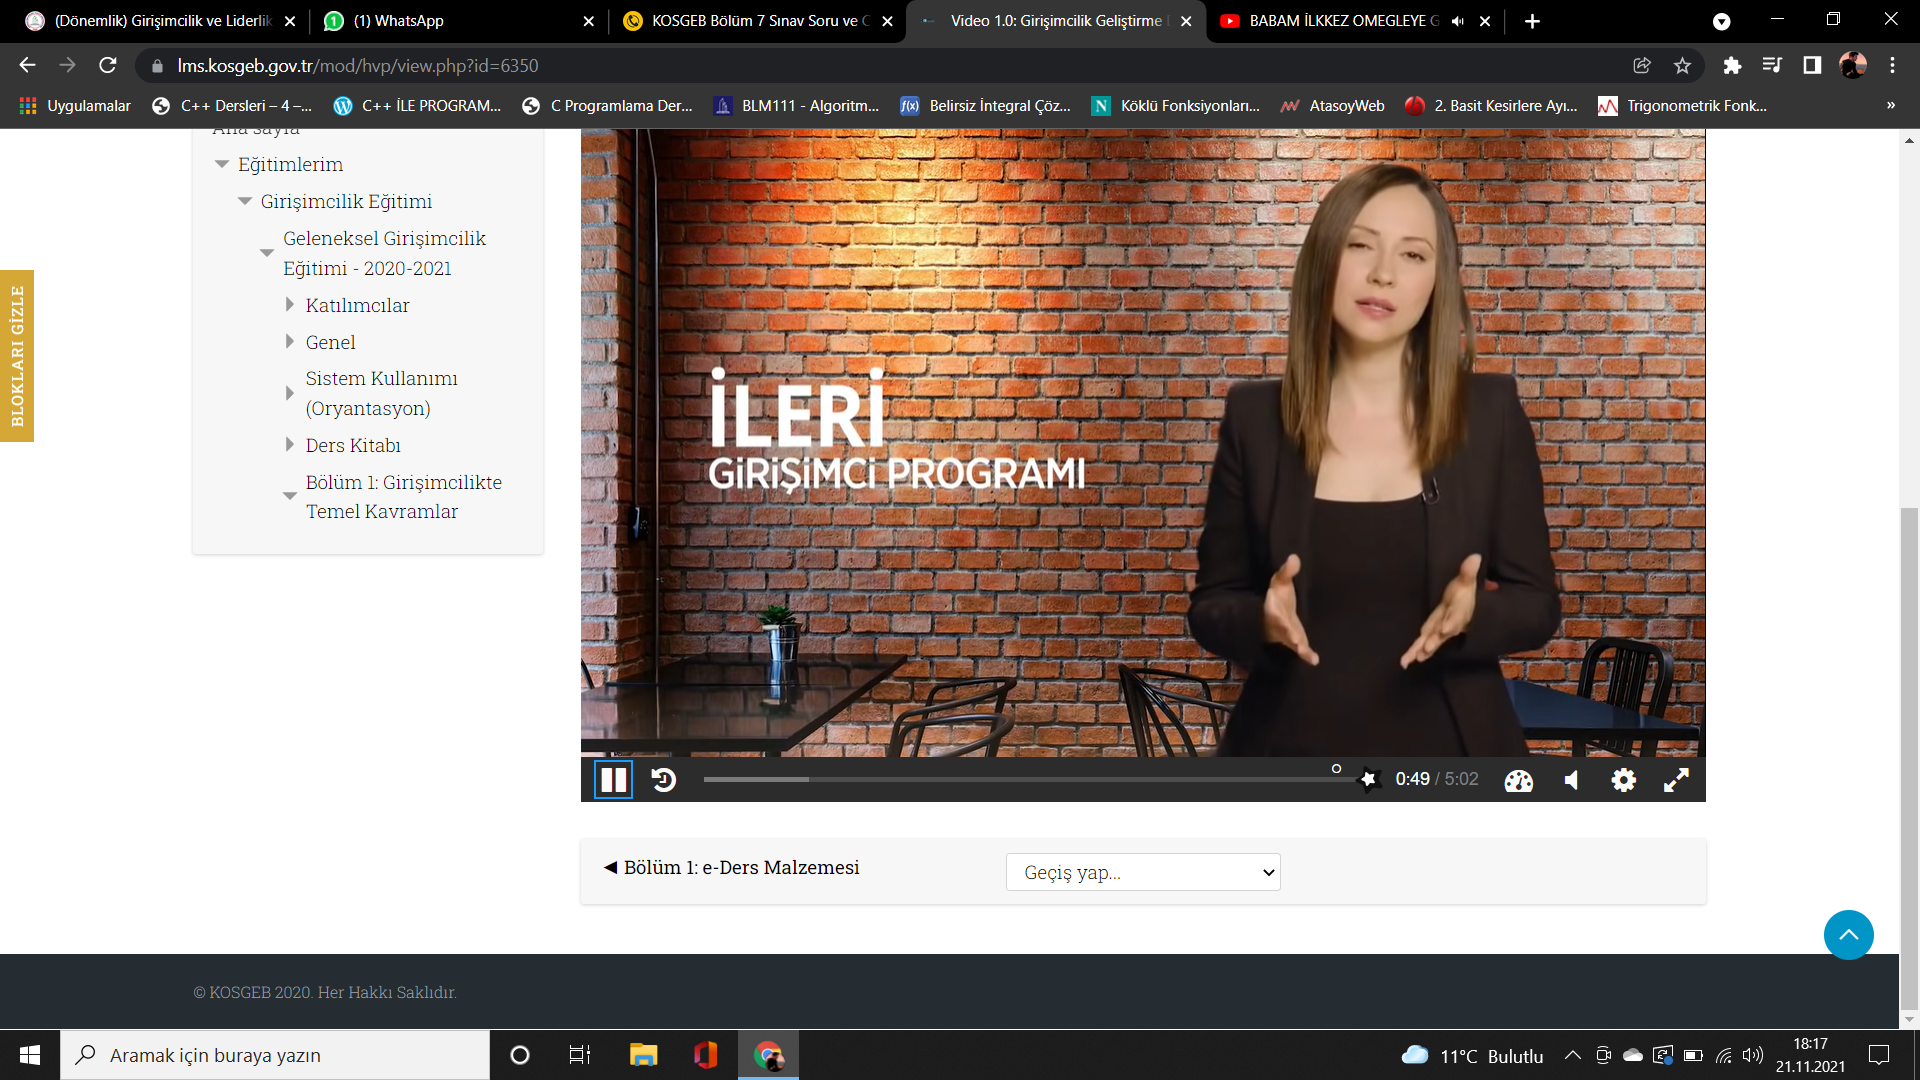 (Dönemlik) Girişimcilik ve Liderlik
(1) WhatsApp
KOSGEB Bölüm 7 Sınav Soru ve C
Video 1.0: Girişimcilik Geliştirme
BABAM İLKKEZ OMEGLEYE G
lms.kosgeb.gov.tr/mod/hvp/view.php?id=6350
Uygulamalar
C++ Dersleri – 4 –...
C++ İLE PROGRAM...
C Programlama Der...
BLM111 - Algoritm...
f(x) Belirsiz İntegral Çöz...
N Köklü Fonksiyonları...
AtasoyWeb
2. Basit Kesirlere Ayı...
Trigonometrik Fonk...
»
Ana sayfa
Eğitimlerim
Girişimcilik Eğitimi
Geleneksel Girişimcilik
Eğitimi - 2020-2021
Katılımcılar
Genel
Sistem Kullanımı
(Oryantasyon)
Ders Kitabı
Bölüm 1: Girişimcilikte
Temel Kavramlar
BLOKLARI GİZLE
İLERİ
GİRİŞİMCİ PROGRAMI
0:49 / 5:02
◄ Bölüm 1: e-Ders Malzemesi
Geçiş yap...
© KOSGEB 2020. Her Hakkı Saklıdır.
Aramak için buraya yazın
11°C Bulutlu
18:17
21.11.2021